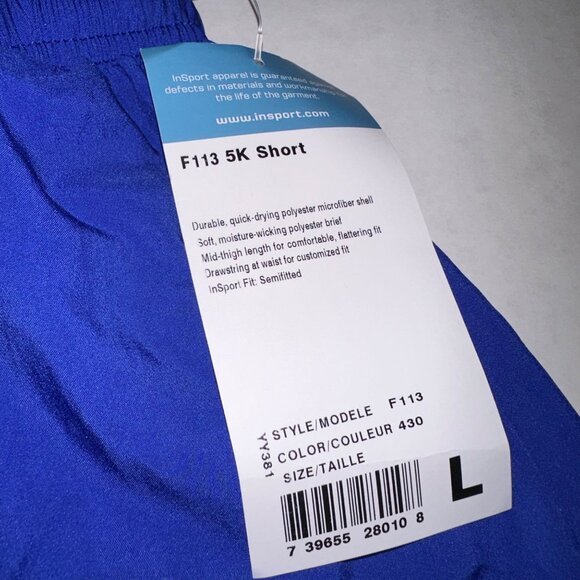 InSport apparel is guaranteed against
defects in materials and workmanship for
the life of the garment.
www.insport.com
F113 5K Short
Durable, quick-drying polyester microfiber shell
Soft, moisture-wicking polyester brief
Mid-thigh length for comfortable, flattering fit
Drawstring at waist for customized fit
InSport Fit: Semifitted
YY381
STYLE/MODELE F113
COLOR/COULEUR 430
SIZE/TAILLE
L
7 39655 28010 8